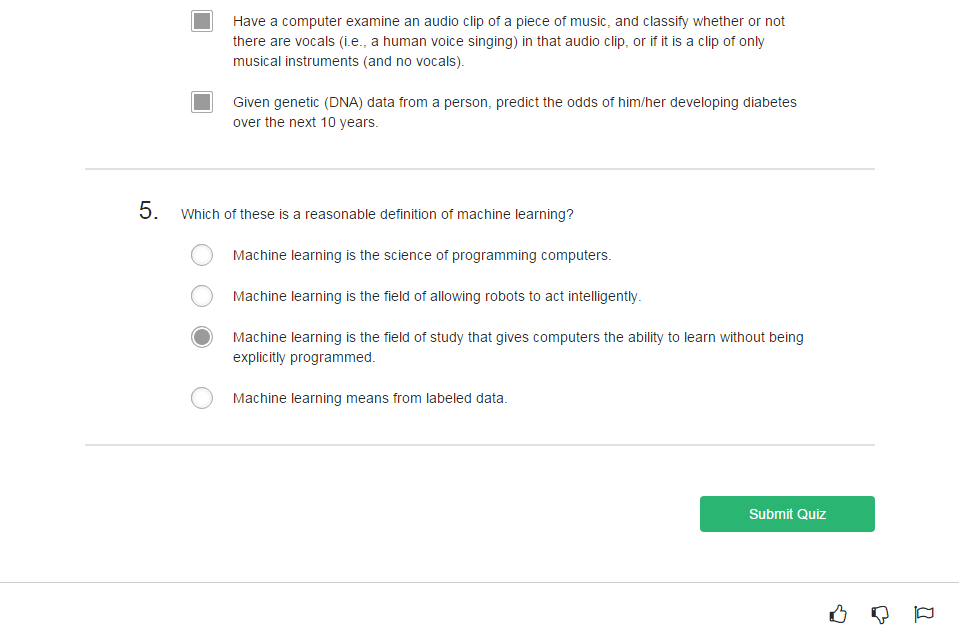 Have a computer examine an audio clip of a piece of music, and classify whether or not
there are vocals (i.e., a human voice singing) in that audio clip, or if it is a clip of only
musical instruments (and no vocals).
Given genetic (DNA) data from a person, predict the odds of him/her developing diabetes
over the next 10 years.
5. Which of these is a reasonable definition of machine learning?
Machine learning is the science of programming computers.
Machine learning is the field of allowing robots to act intelligently.
Machine learning is the field of study that gives computers the ability to learn without being
explicitly programmed.
Machine learning means from labeled data.
Submit Quiz